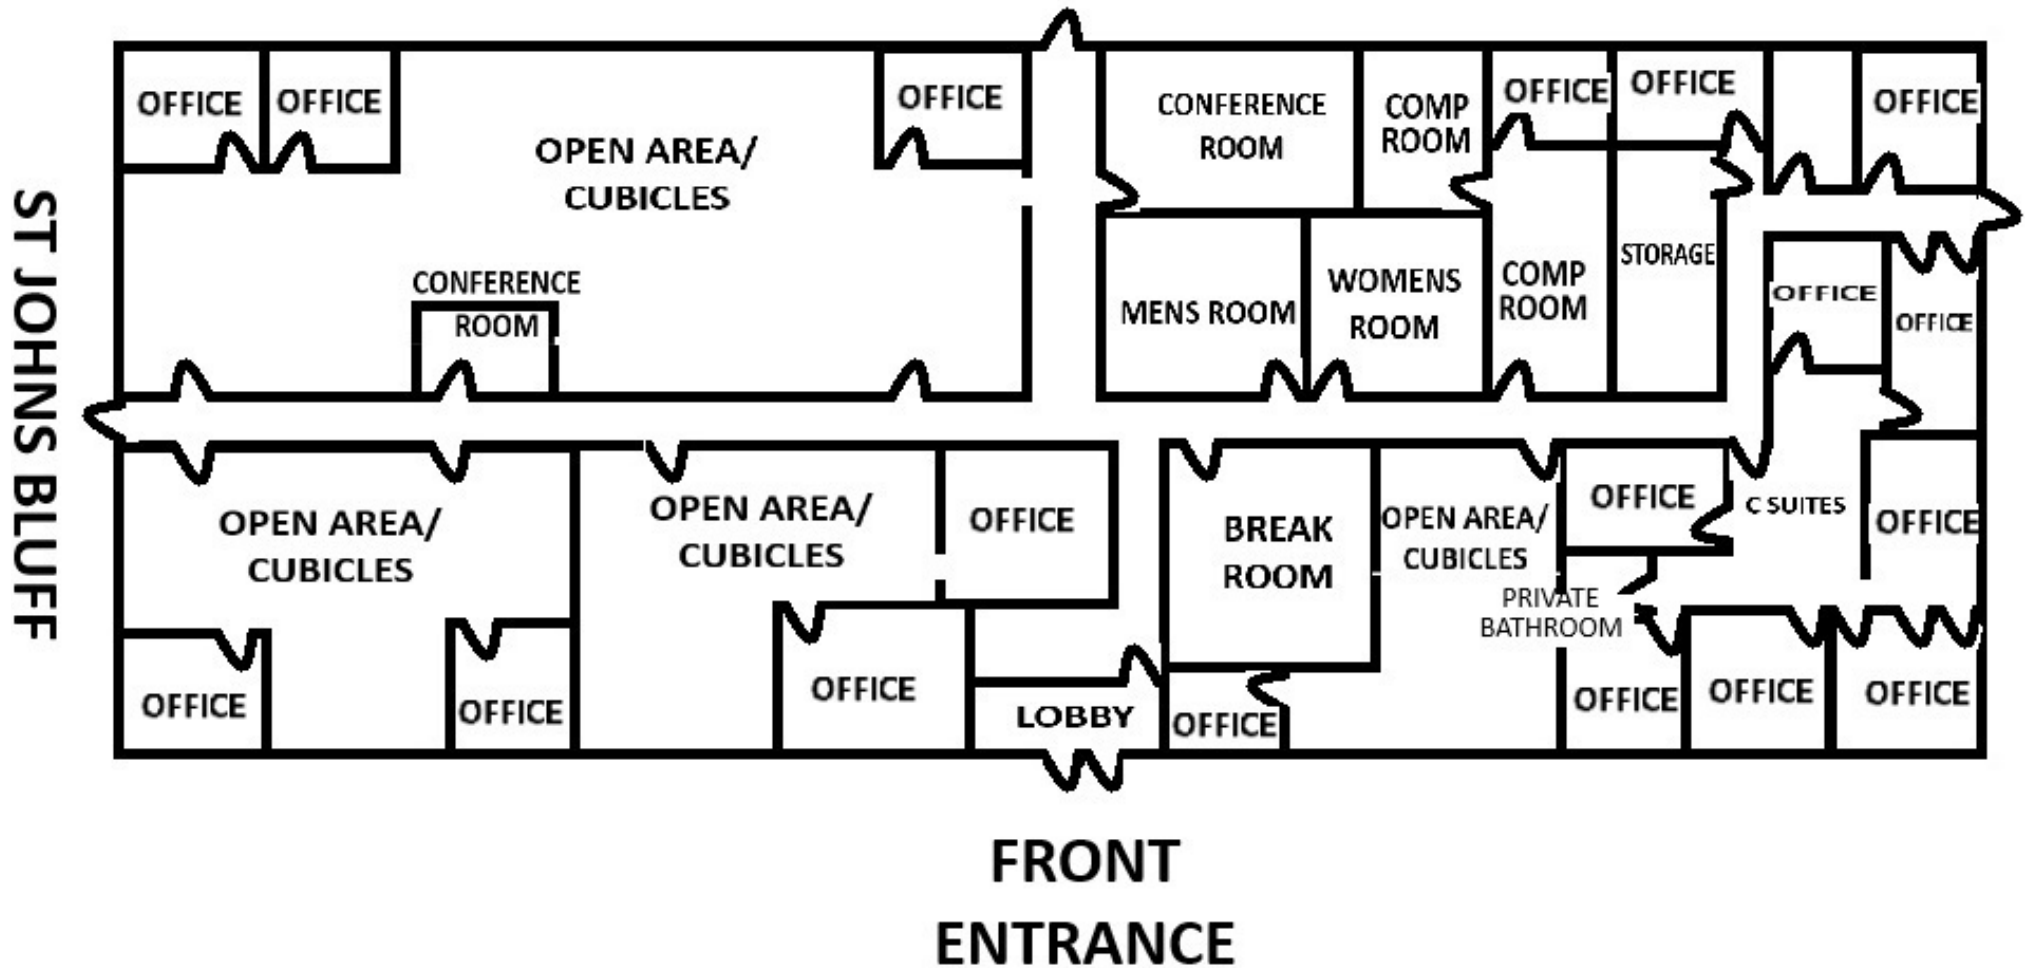 OFFICE
OFFICE
OPEN AREA/
CUBICLES
OFFICE
CONFERENCE
ROOM
COMP
ROOM
OFFICE
OFFICE
OFFICE
ST JOHNS BLUFF
CONFERENCE
ROOM
MENS ROOM
WOMENS
ROOM
COMP
ROOM
STORAGE
OFFICE
OFFICE
OPEN AREA/
CUBICLES
OPEN AREA/
CUBICLES
OFFICE
BREAK
ROOM
OPEN AREA/
CUBICLES
OFFICE
C SUITES
OFFICE
PRIVATE
BATHROOM
OFFICE
OFFICE
OFFICE
LOBBY
OFFICE
OFFICE
OFFICE
OFFICE
FRONT
ENTRANCE